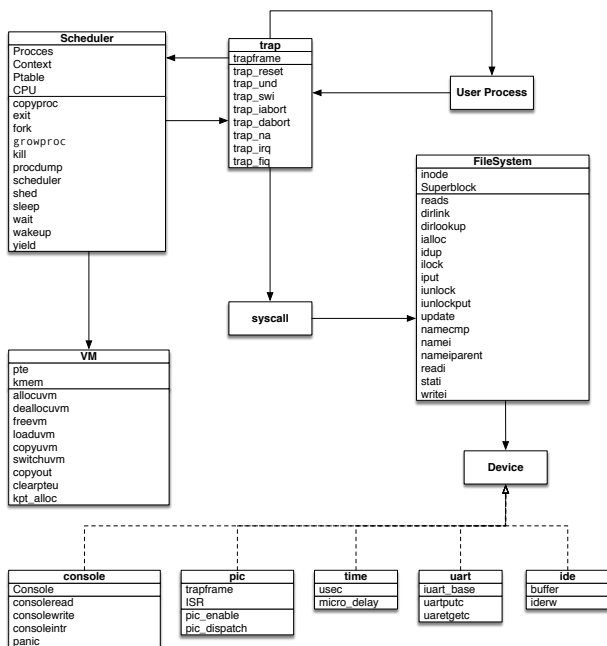 Scheduler
Procces
Context
Ptable
CPU
copyproc
exit
fork
growproc
kill
procdump
scheduler
shed
sleep
wait
wakeup
yield
trap
trapframe
trap_reset
trap_und
trap_swi
trap_iabort
trap_dabort
trap_na
trap_irq
trap_fiq
User Process
FileSystem
inode
Superblock
reads
dirlink
dirlookup
ialloc
idup
ilock
iput
iunlock
iunlockput
update
namecmp
namei
nameiparent
readi
stati
writei
syscall
VM
pte
kmem
allocuvm
deallocuvm
freevm
loaduvm
copyuvm
switchuvm
copyout
clearpteu
kpt_alloc
Device
console
Console
consoleread
consolewrite
consoleintr
panic
pic
trapframe
ISR
pic_enable
pic_dispatch
time
usec
micro_delay
uart
iuart_base
uartputc
uaretgetc
ide
buffer
iderw